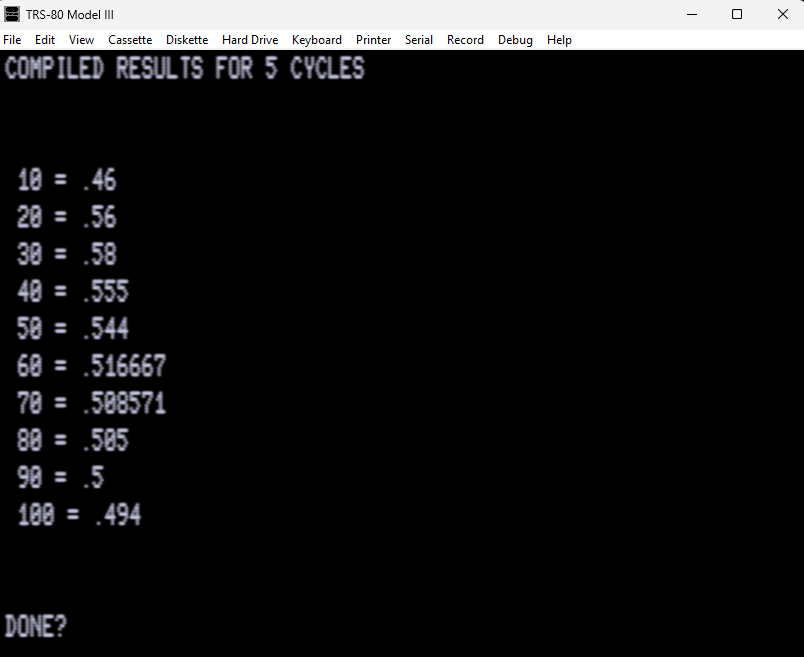 TRS-80 Model III
File Edit View Cassette Diskette Hard Drive Keyboard Printer Serial Record Debug Help
COMPILED RESULTS FOR 5 CYCLES
10 = .46
20 = .56
30 = .58
40 = .555
50 = .544
60 = .516667
70 = .508571
80 = .505
90 = .5
100 = .494
DONE?